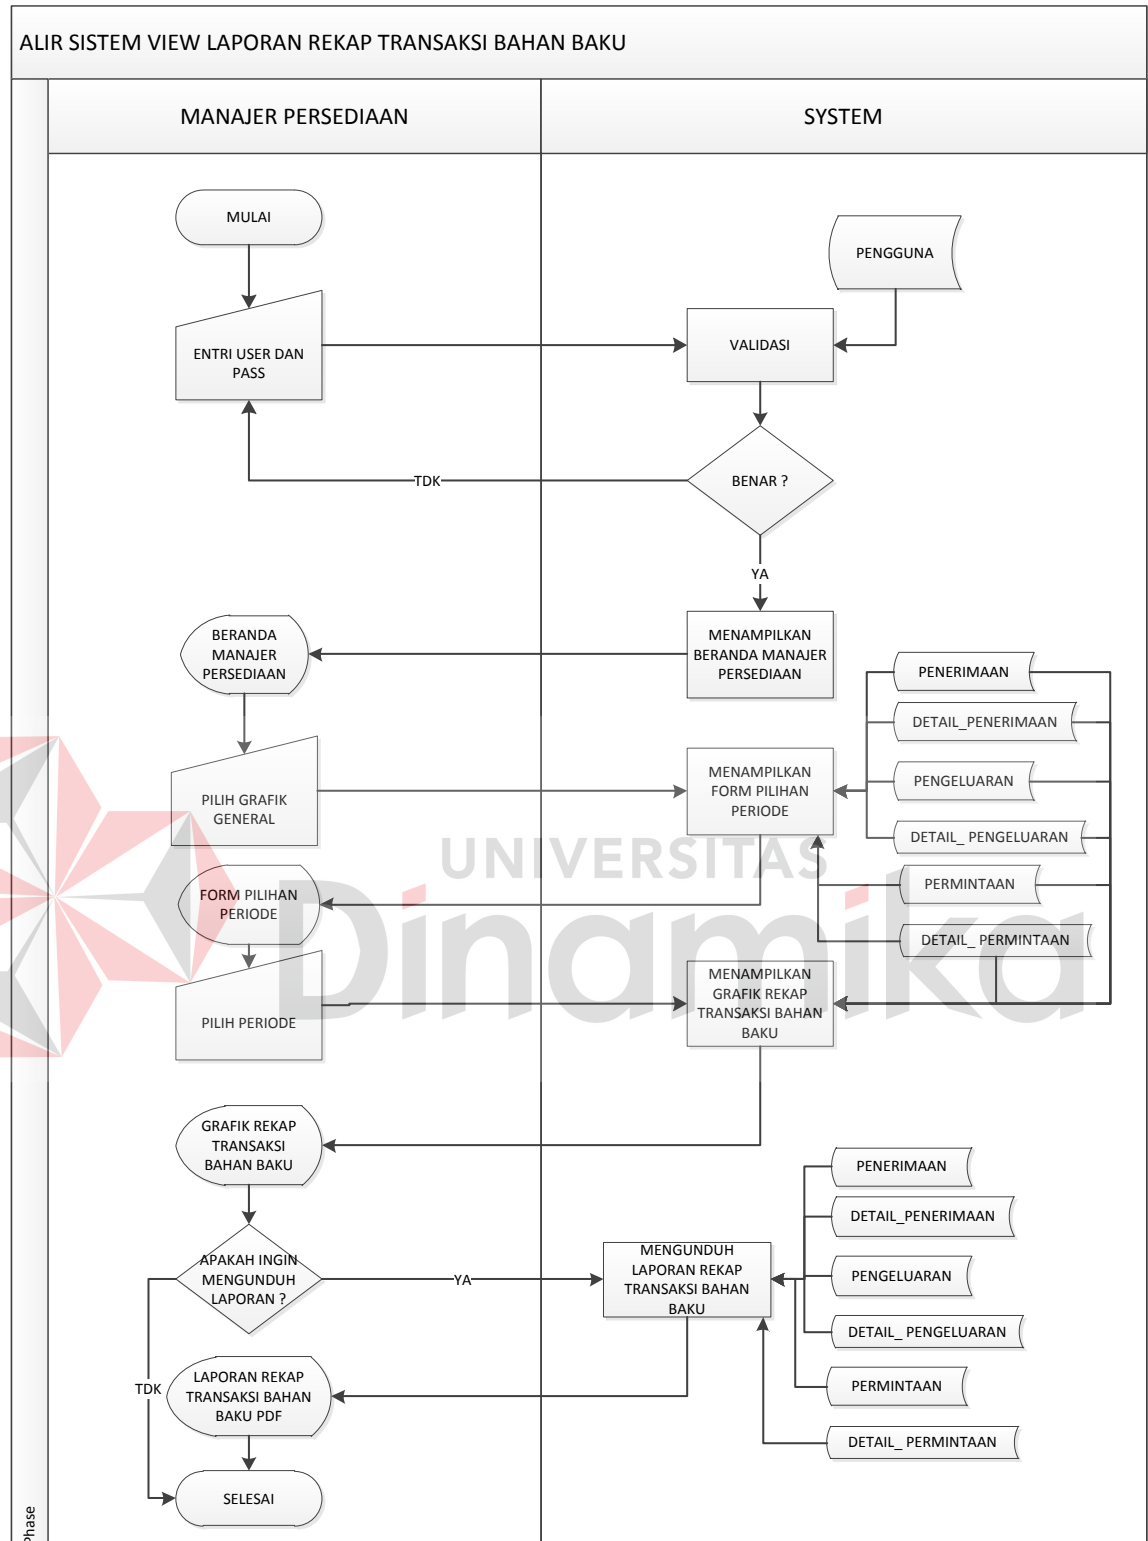 ALIR SISTEM VIEW LAPORAN REKAP TRANSAKSI BAHAN BAKU
MANAJER PERSEDIAAN
SYSTEM
MULAI
PENGGUNA
ENTRI USER DAN
PASS
VALIDASI
BENAR ?
TDK
YA
BERANDA
MANAJER
PERSEDIAAN
MENAMPILKAN
BERANDA MANAJER
PERSEDIAAN
PENERIMAAN
DETAIL_PENERIMAAN
PILIH GRAFIK
GENERAL
MENAMPILKAN
FORM PILIHAN
PERIODE
PENGELUARAN
DETAIL_ PENGELUARAN
UNIVERSITAS
Dinamika
FORM PILIHAN
PERIODE
PERMINTAAN
DETAIL_ PERMINTAAN
PILIH PERIODE
MENAMPILKAN
GRAFIK REKAP
TRANSAKSI BAHAN
BAKU
GRAFIK REKAP
TRANSAKSI
BAHAN BAKU
PENERIMAAN
DETAIL_PENERIMAAN
APAKAH INGIN
MENGUNDUH
LAPORAN ?
YA
MENGUNDUH
LAPORAN REKAP
TRANSAKSI BAHAN
BAKU
PENGELUARAN
DETAIL_ PENGELUARAN
TDK
LAPORAN REKAP
TRANSAKSI BAHAN
BAKU PDF
PERMINTAAN
DETAIL_ PERMINTAAN
SELESAI
Phase